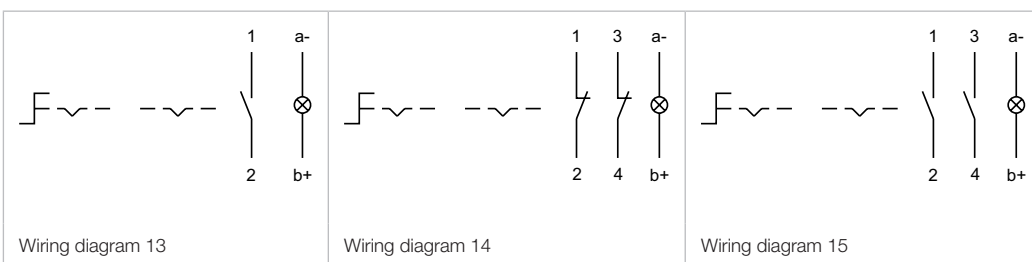 1 a- 1 3 a- 1 3 a-
2 b+ 2 4 b+ 2 4 b+
Wiring diagram 13 Wiring diagram 14 Wiring diagram 15